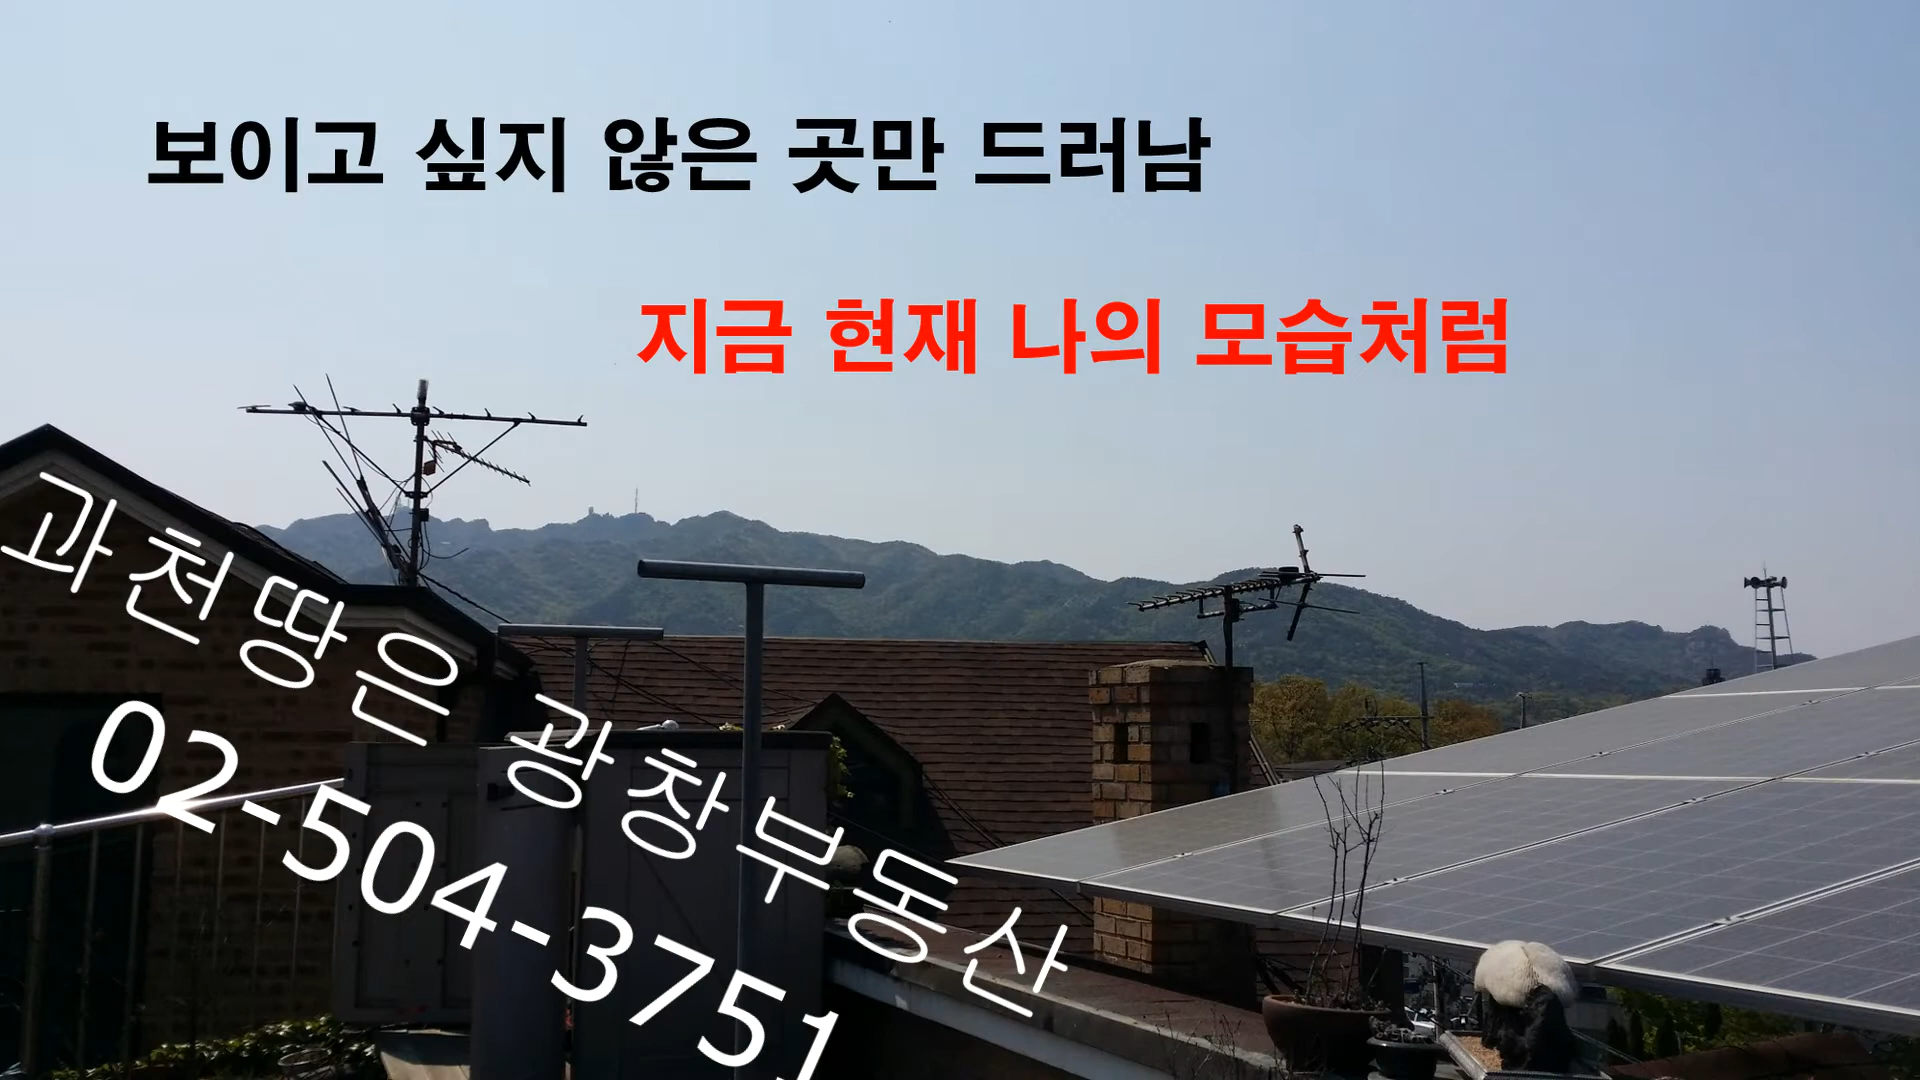 보이고 싶지 않은 곳만 드러남
지금 현재 나의 모습처럼
과천땅은 광창부동산
02-504-3751